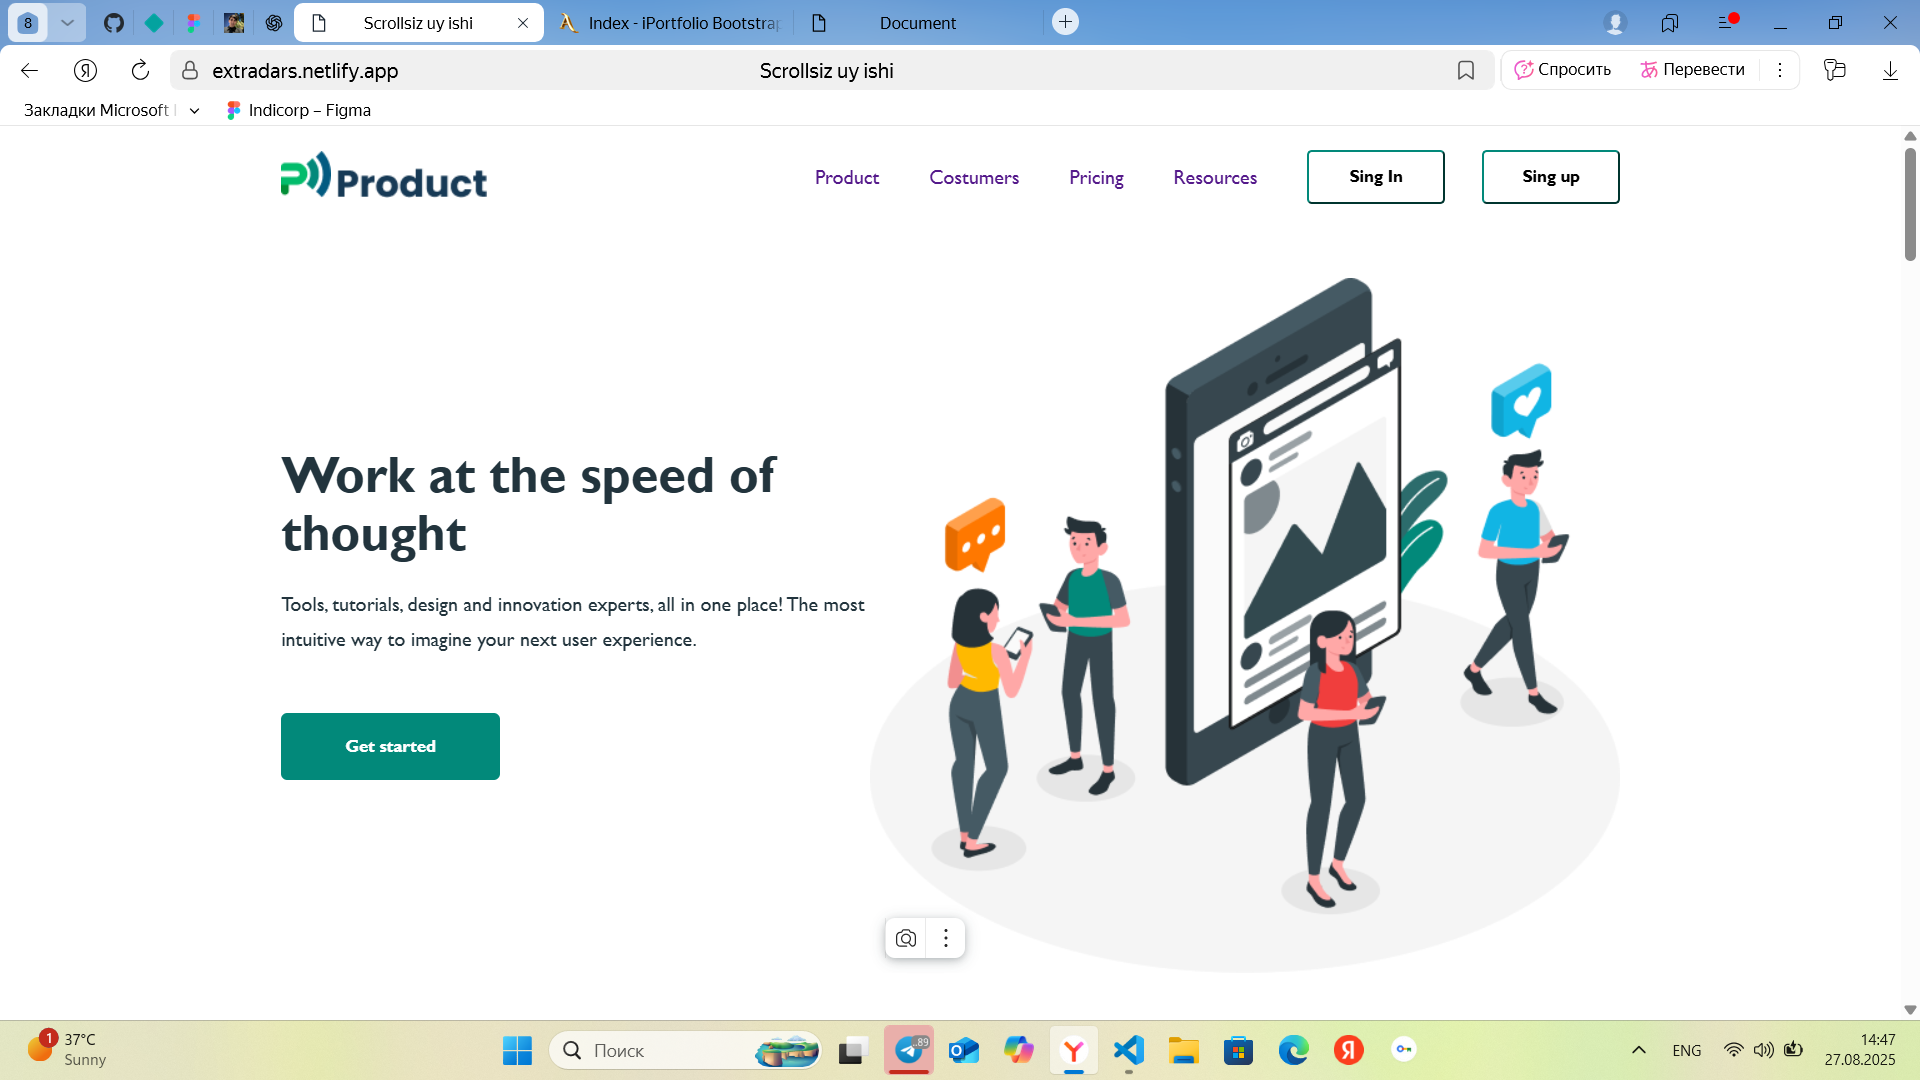 8
Scrollsiz uy ishi
Index - iPortfolio Bootstrap
Document
extradars.netlify.app
Scrollsiz uy ishi
Спросить
Перевести
Закладки Microsoft
Indicorp – Figma
Product
Product
Costumers
Pricing
Resources
Sing In
Sing up
Work at the speed of
thought
Tools, tutorials, design and innovation experts, all in one place! The most
intuitive way to imagine your next user experience.
Get started
1
37°C
Sunny
Поиск
..89
ENG
14:47
27.08.2025